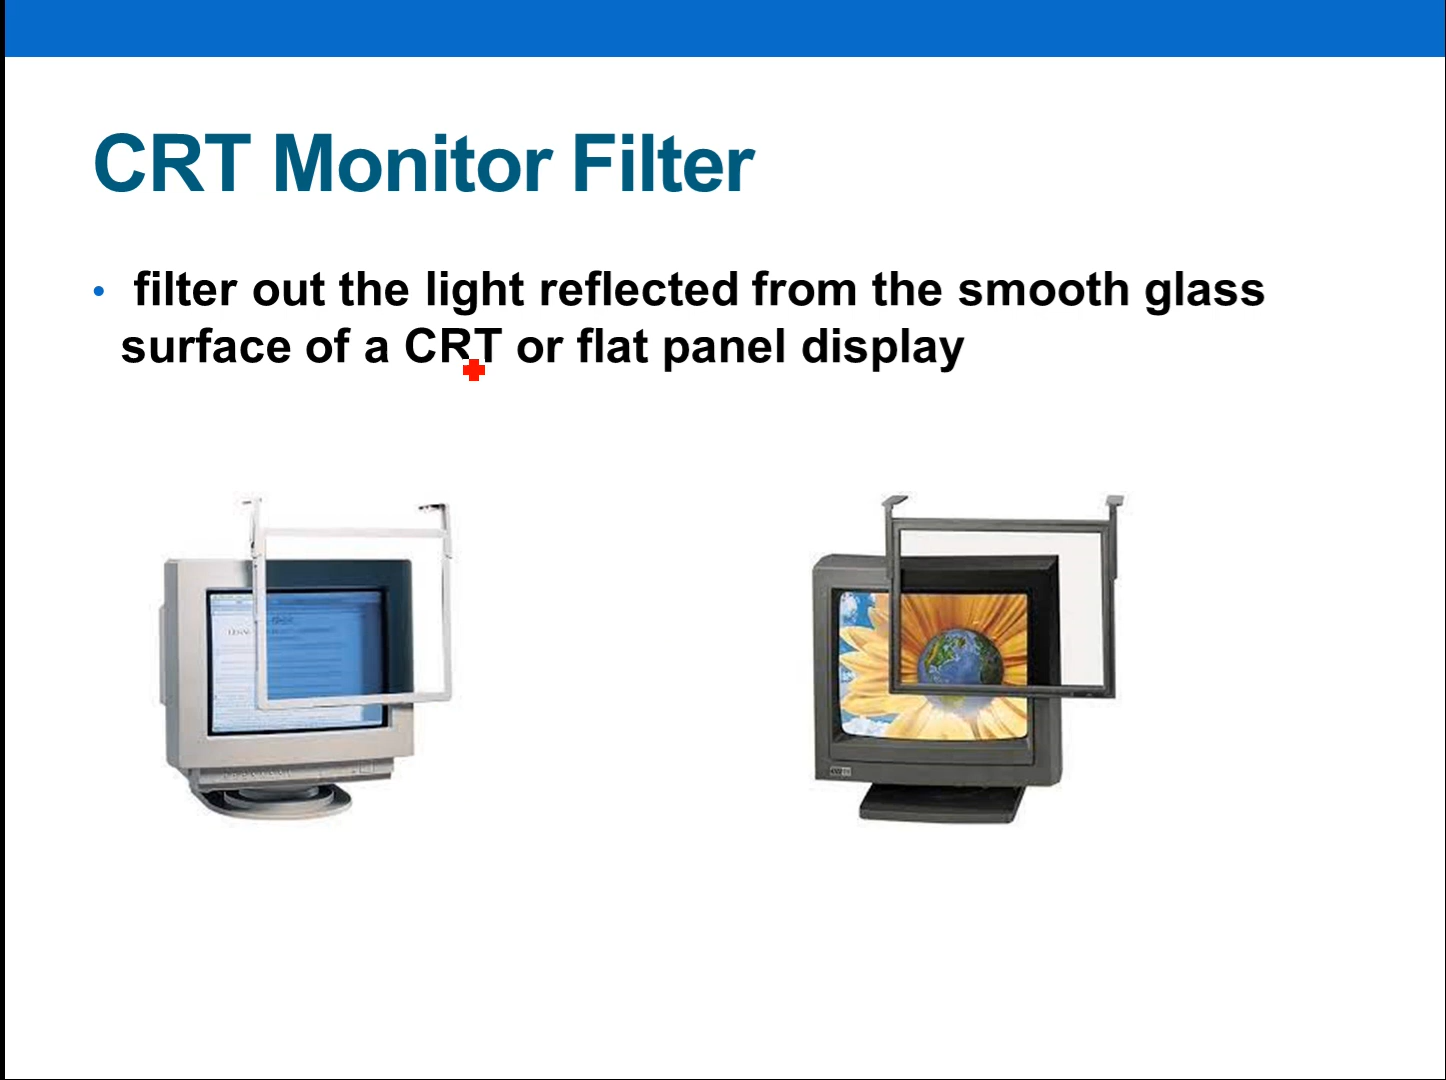 CRT Monitor Filter
• filter out the light reflected from the smooth glass
surface of a CRT or flat panel display